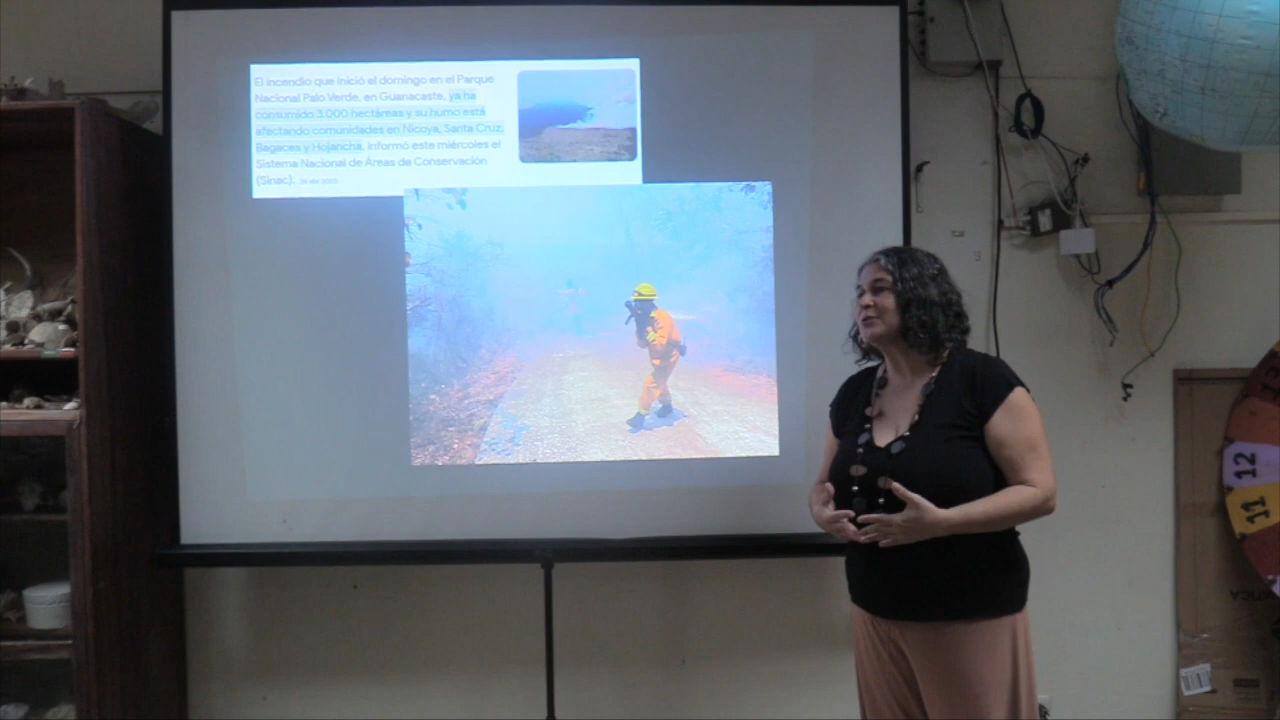 El incendio que inició el domingo en el Parque
Nacional Palo Verde, en Guanacaste, ya ha
consumido 3.000 hectáreas y su humo está
afectando comunidades en Nicoya, Santa Cruz,
Bagaces y Hojancha, informó este miércoles el
Sistema Nacional de Áreas de Conservación
(Sinac).
12
11